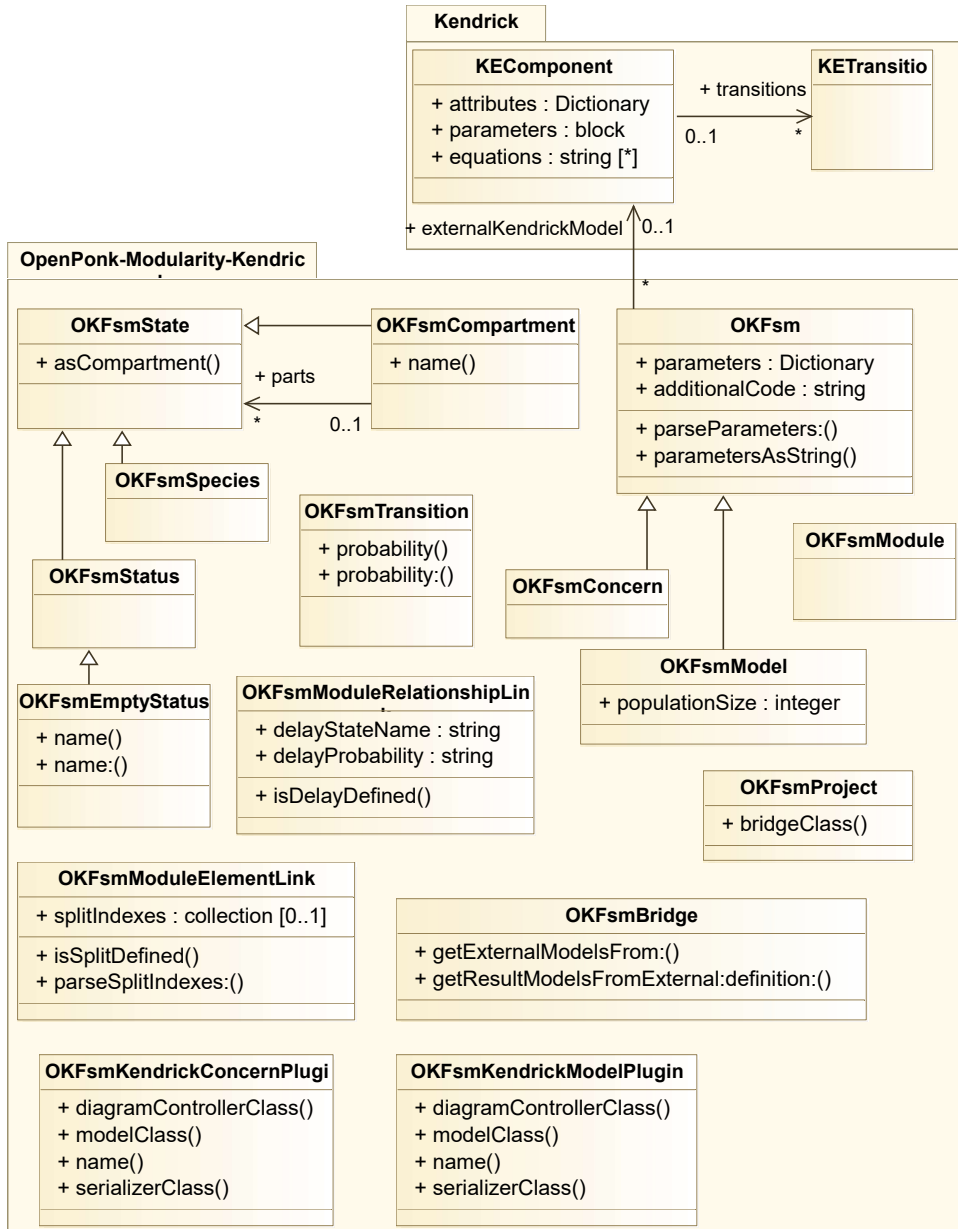 Kendrick
KEComponent
+ attributes : Dictionary
+ parameters : block
+ equations : string [*]
+ transitions
0..1
*
KETransitio
+ externalKendrickModel
0..1
*
OpenPonk-Modularity-Kendric
OKFsmState
+ asCompartment()
+ parts
*
0..1
OKFsmCompartment
+ name()
OKFsm
+ parameters : Dictionary
+ additionalCode : string
+ parseParameters:()
+ parametersAsString()
OKFsmSpecies
OKFsmTransition
+ probability()
+ probability:()
OKFsmModule
OKFsmStatus
OKFsmConcern
OKFsmModel
+ populationSize : integer
OKFsmEmptyStatus
+ name()
+ name:()
OKFsmModuleRelationshipLin
+ delayStateName : string
+ delayProbability : string
+ isDelayDefined()
OKFsmProject
+ bridgeClass()
OKFsmModuleElementLink
+ splitIndexes : collection [0..1]
+ isSplitDefined()
+ parseSplitIndexes:()
OKFsmBridge
+ getExternalModelsFrom:()
+ getResultModelsFromExternal:definition:()
OKFsmKendrickConcernPlugi
+ diagramControllerClass()
+ modelClass()
+ name()
+ serializerClass()
OKFsmKendrickModelPlugin
+ diagramControllerClass()
+ modelClass()
+ name()
+ serializerClass()